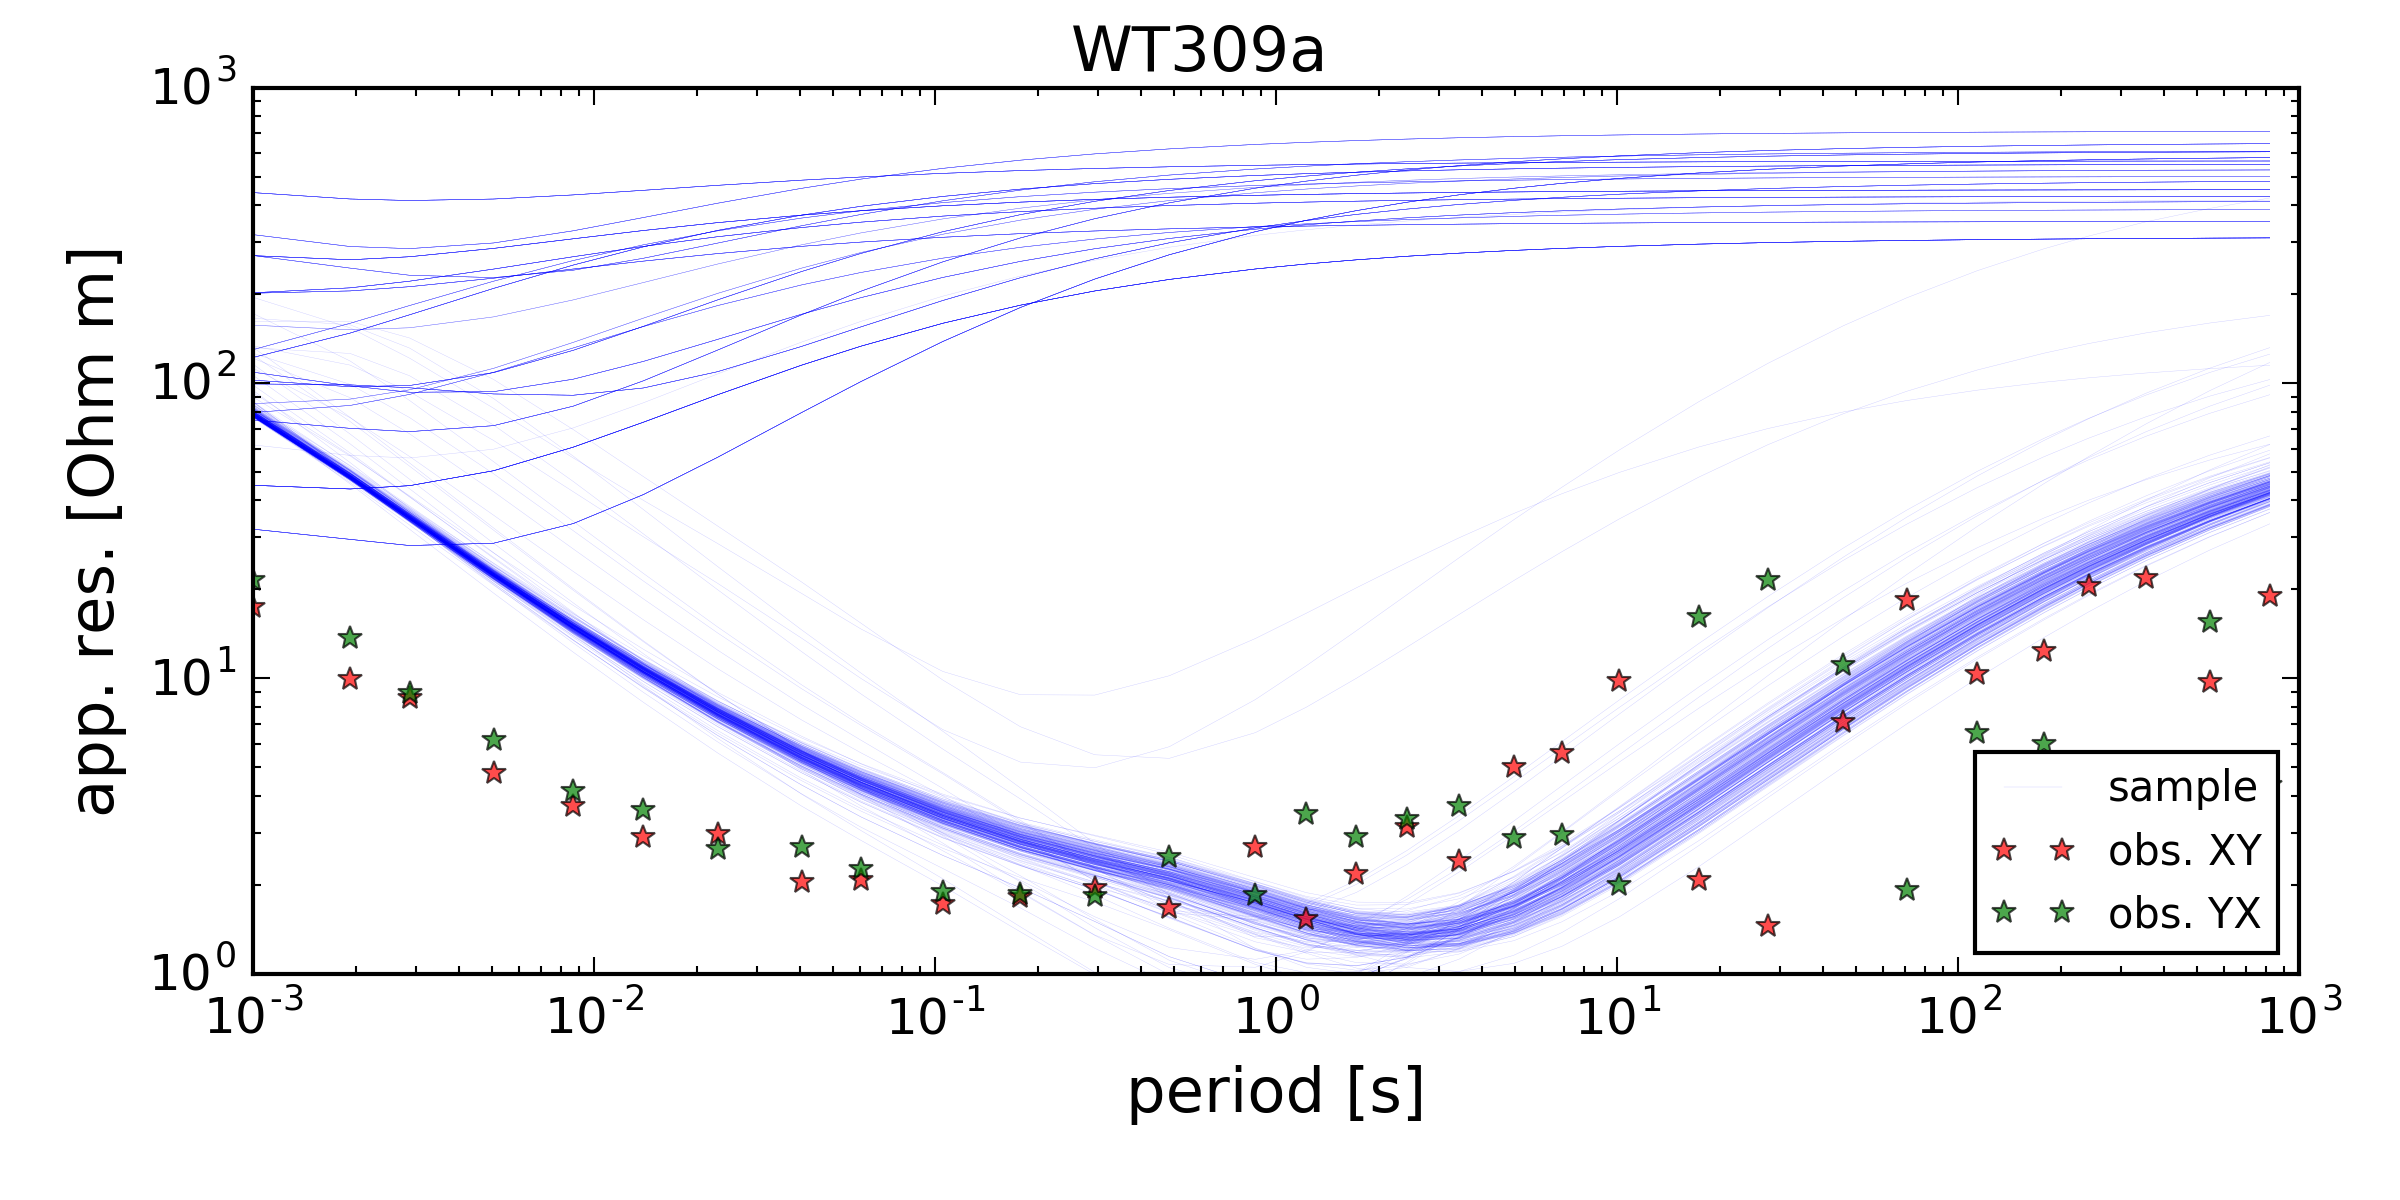 WT309a
app. res. [Ohm m]
10^3
10^2
10^1
10^0
sample
obs. XY
obs. YX
10^-3 10^-2 10^-1 10^0 10^1 10^2 10^3
period [s]